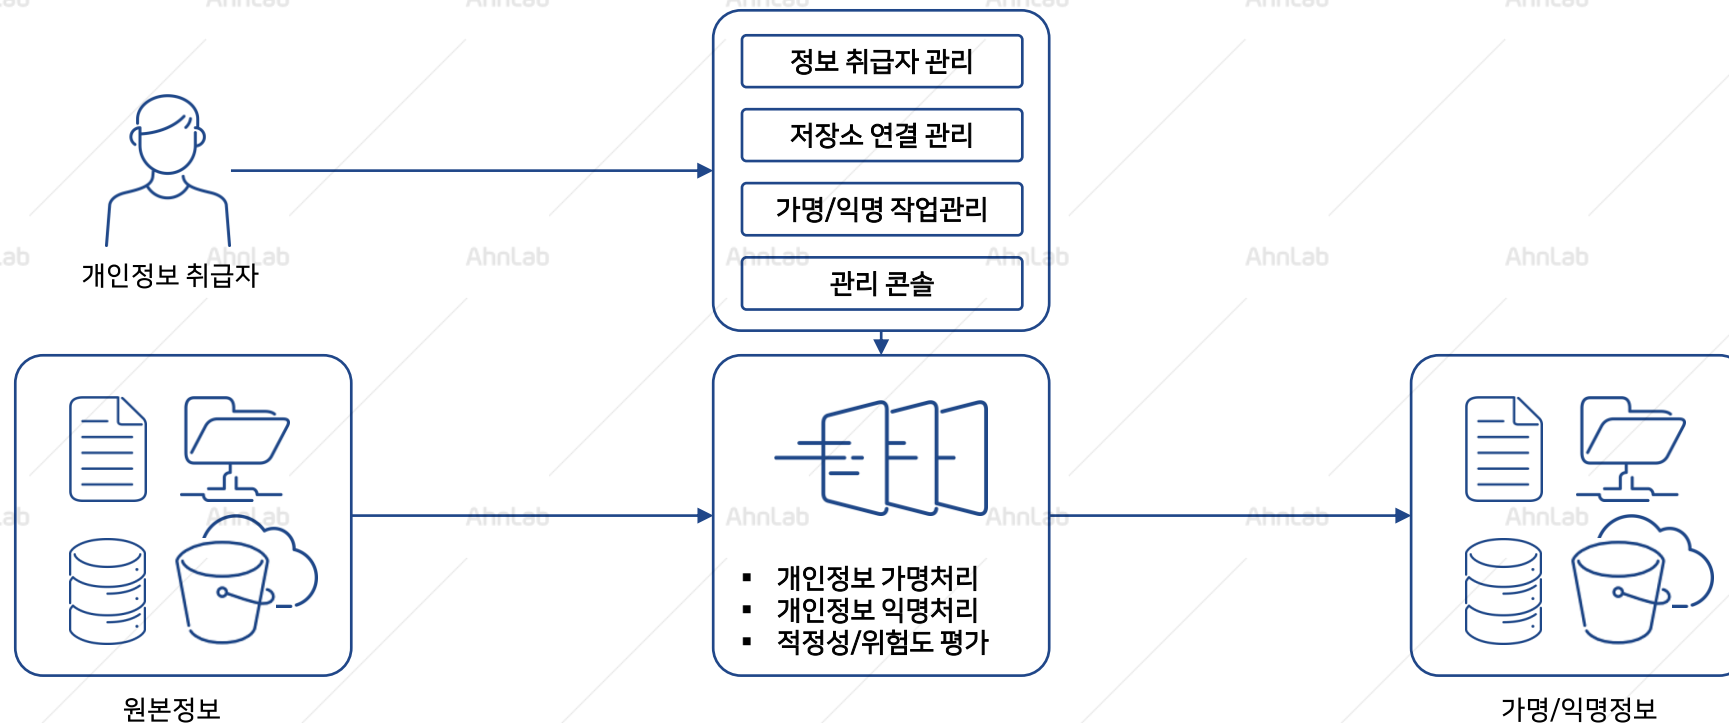 정보 취급자 관리
저장소 연결 관리
가명/익명 작업관리
관리 콘솔
개인정보 취급자
▪ 개인정보 가명처리
▪ 개인정보 익명처리
▪ 적정성/위험도 평가
원본정보
가명/익명정보
AhnLab